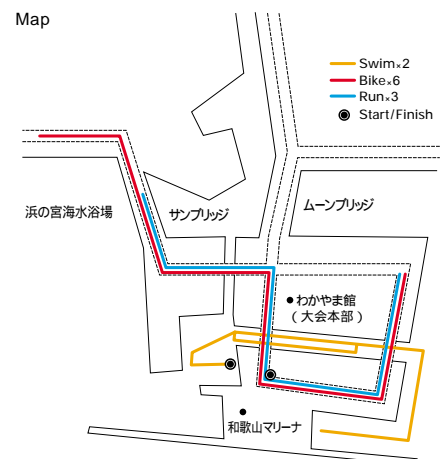 Map
Swim×2
Bike×6
Run×3
Start/Finish
浜の宮海水浴場
サンブリッジ
ムーンブリッジ
わかやま館
（大会本部）
和歌山マリーナ